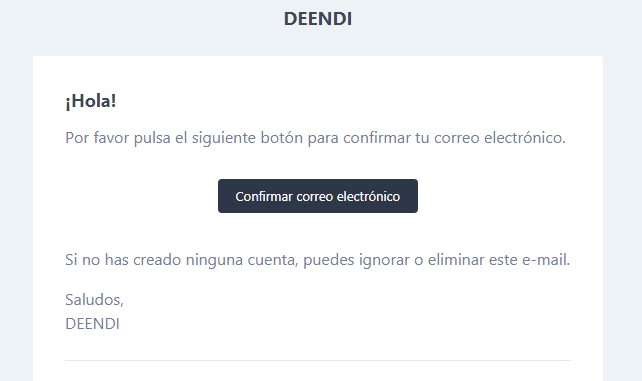 DEENDI
¡Hola!
Por favor pulsa el siguiente botón para confirmar tu correo electrónico.
Confirmar correo electrónico
Si no has creado ninguna cuenta, puedes ignorar o eliminar este e-mail.
Saludos,
DEENDI